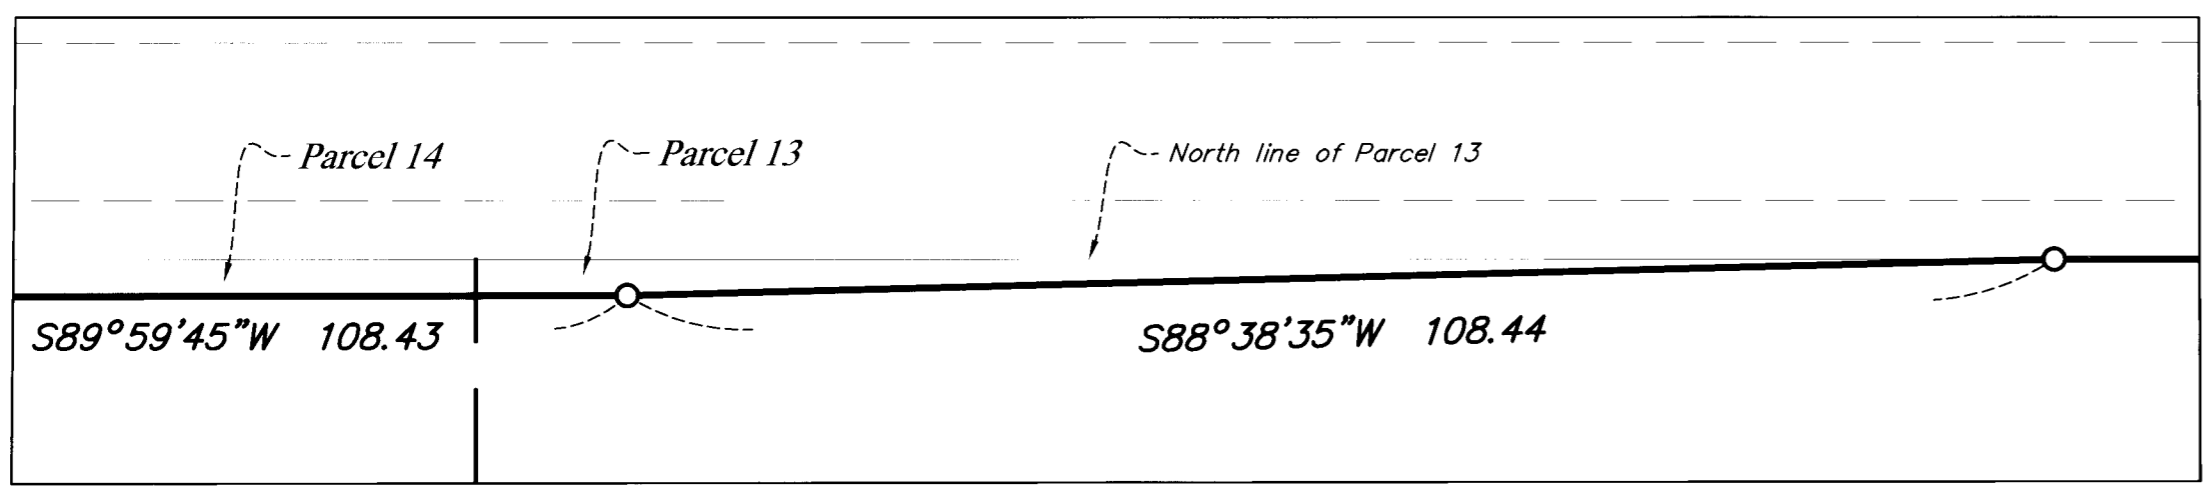 Parcel 14
Parcel 13
North line of Parcel 13
S89°59'45"W 108.43
S88°38'35"W 108.44